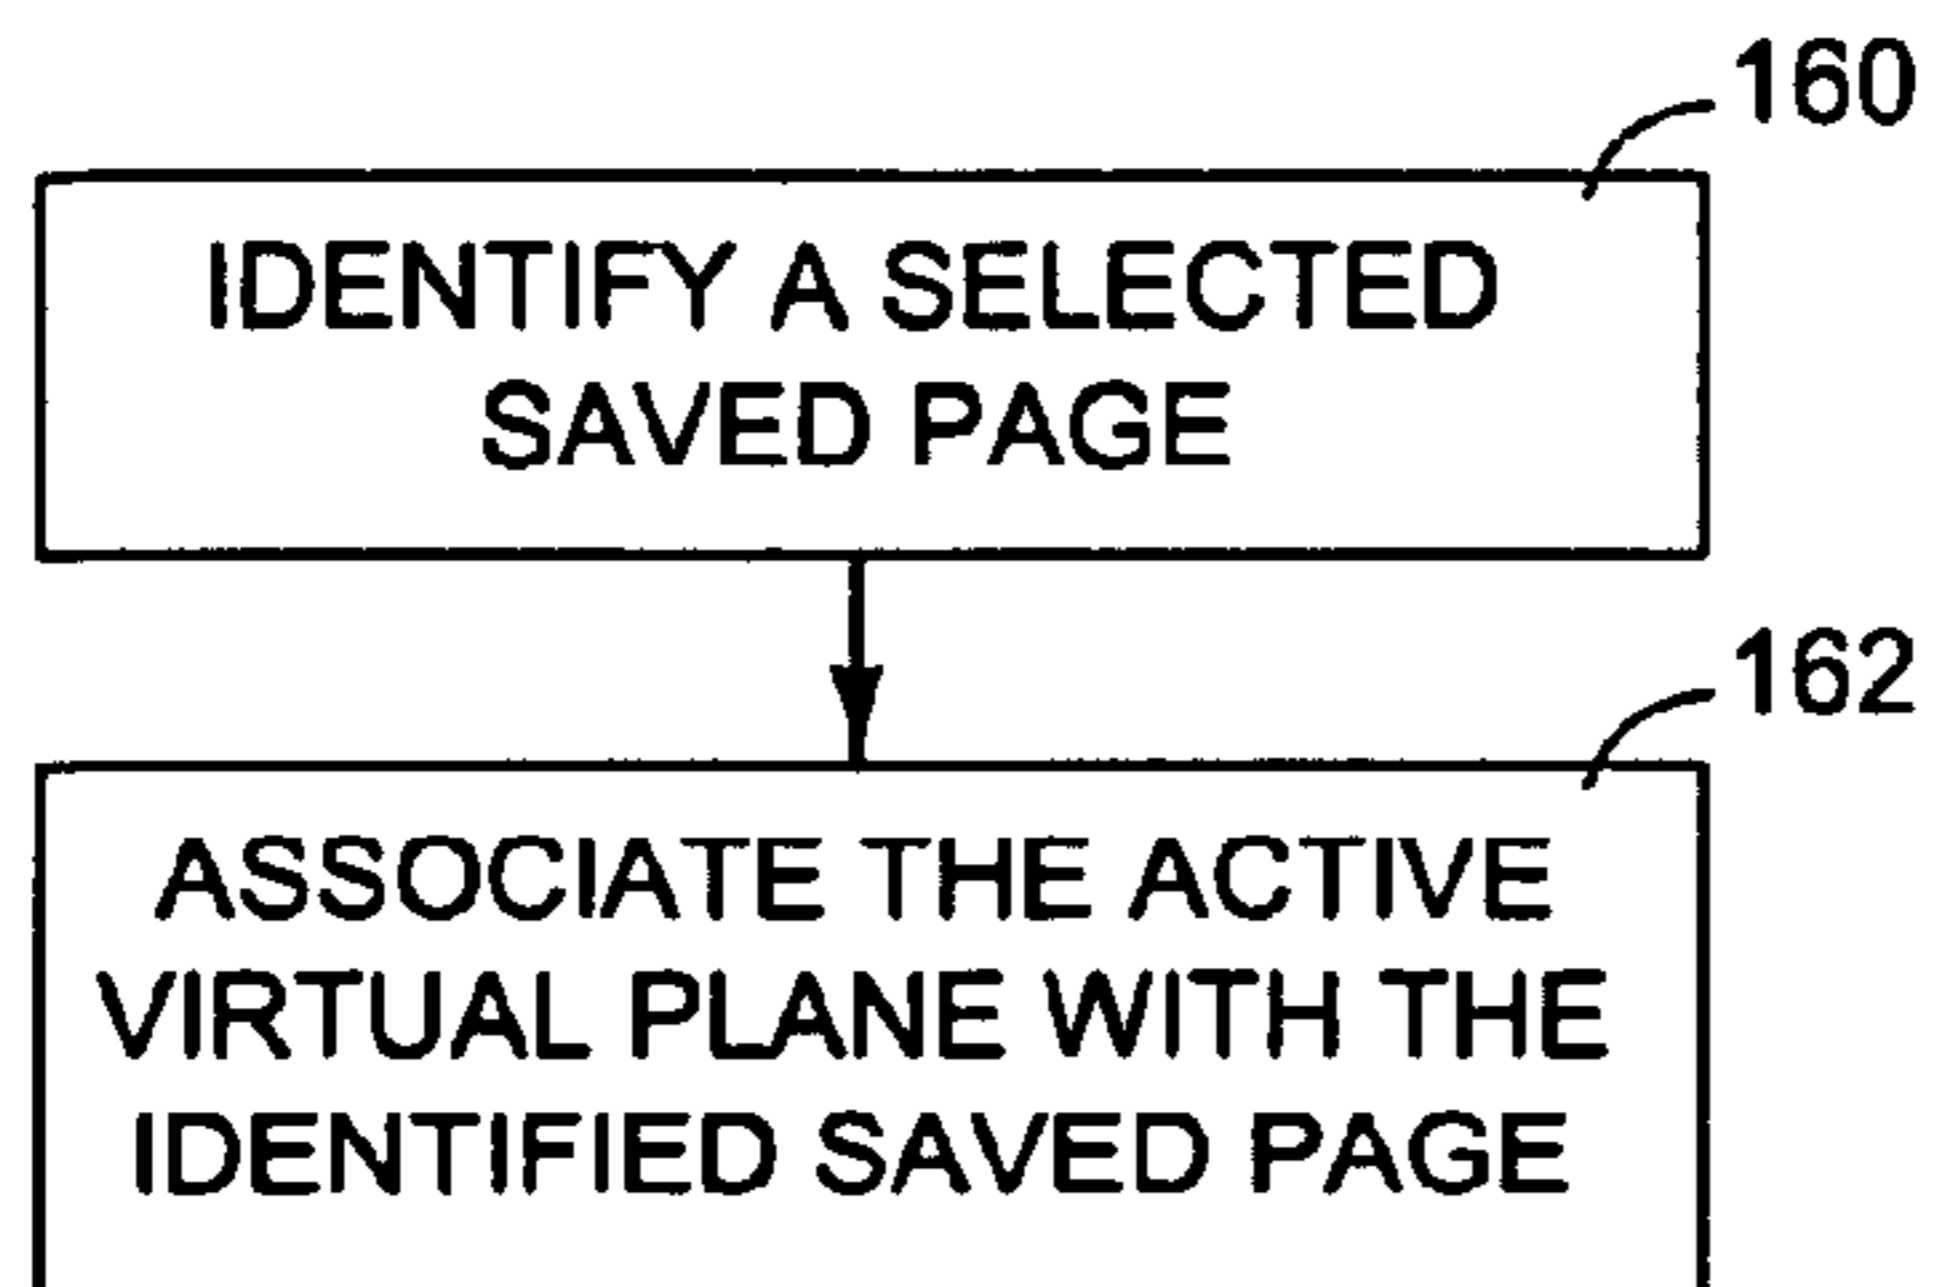 160
IDENTIFY A SELECTED
SAVED PAGE
162
ASSOCIATE THE ACTIVE
VIRTUAL PLANE WITH THE
IDENTIFIED SAVED PAGE